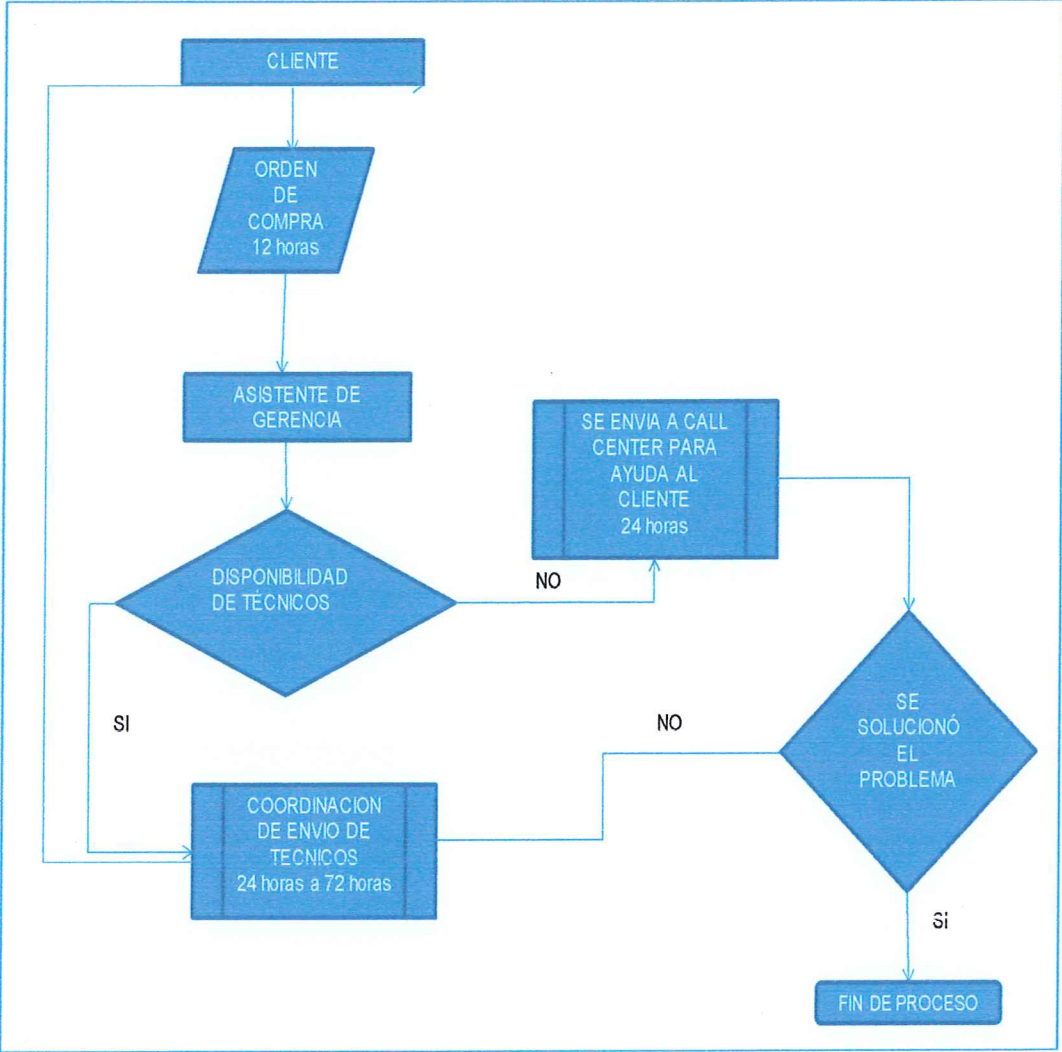 CLIENTE
ORDEN
DE
COMPRA
12 horas
ASISTENTE DE
GERENCIA
SE ENVIA A CALL
CENTER PARA
AYUDA AL
CLIENTE
24 horas
DISPONIBILIDAD
DE TÉCNICOS
NO
SI
NO
SE
SOLUCIONÓ
EL
PROBLEMA
COORDINACION
DE ENVIO DE
TECNICOS
24 horas a 72 horas
SI
FIN DE PROCESO